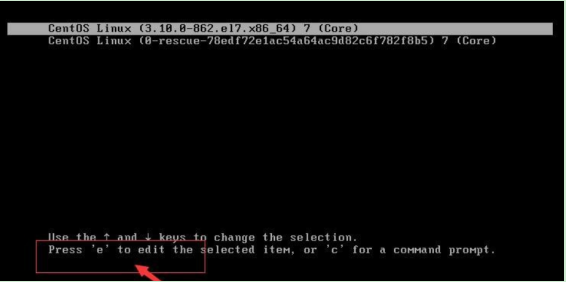 CentOS Linux (3.10.0-862.el7.x86_64) 7 (Core)
CentOS Linux (0-rescue-78edf72e1ac54a64ac9d82c6f782f8b5) 7 (Core)
Use the ↑ and ↓ keys to change the selection.
Press 'e' to edit the selected item, or 'c' for a command prompt.